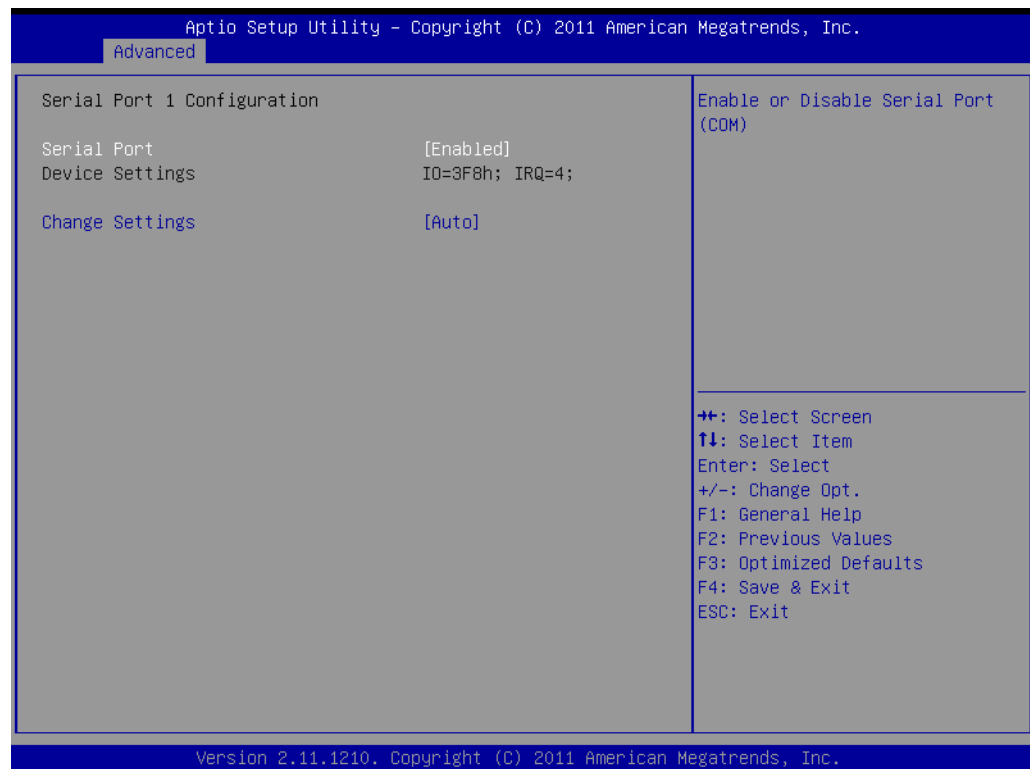 Aptio Setup Utility – Copyright (C) 2011 American Megatrends, Inc.
Advanced
Serial Port 1 Configuration
Serial Port [Enabled]
Device Settings IO=3F8h; IRQ=4;
Change Settings [Auto]
Enable or Disable Serial Port
(COM)
→←: Select Screen
↑↓: Select Item
Enter: Select
+/-: Change Opt.
F1: General Help
F2: Previous Values
F3: Optimized Defaults
F4: Save & Exit
ESC: Exit
Version 2.11.1210. Copyright (C) 2011 American Megatrends, Inc.